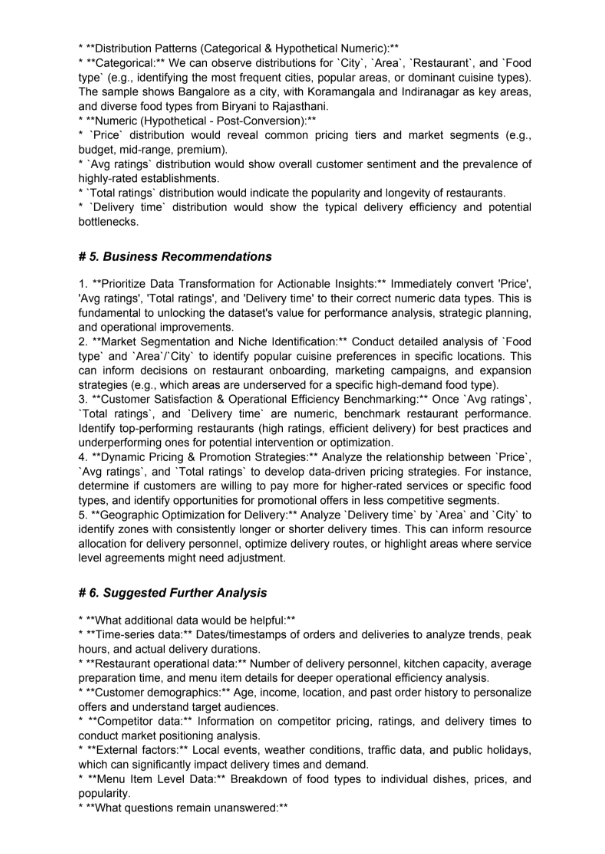 * **Distribution Patterns (Categorical & Hypothetical Numeric):**
* **Categorical:** We can observe distributions for `City`, `Area`, `Restaurant`, and `Food
type` (e.g., identifying the most frequent cities, popular areas, or dominant cuisine types).
The sample shows Bangalore as a city, with Koramangala and Indiranagar as key areas,
and diverse food types from Biryani to Rajasthani.
* **Numeric (Hypothetical - Post-Conversion):**
* `Price` distribution would reveal common pricing tiers and market segments (e.g.,
budget, mid-range, premium).
* `Avg ratings` distribution would show overall customer sentiment and the prevalence of
highly-rated establishments.
* `Total ratings` distribution would indicate the popularity and longevity of restaurants.
* `Delivery time` distribution would show the typical delivery efficiency and potential
bottlenecks.
# 5. Business Recommendations
1. **Prioritize Data Transformation for Actionable Insights:** Immediately convert 'Price',
'Avg ratings', 'Total ratings', and 'Delivery time' to their correct numeric data types. This is
fundamental to unlocking the dataset's value for performance analysis, strategic planning,
and operational improvements.
2. **Market Segmentation and Niche Identification:** Conduct detailed analysis of `Food
type` and `Area`/`City` to identify popular cuisine preferences in specific locations. This
can inform decisions on restaurant onboarding, marketing campaigns, and expansion
strategies (e.g., which areas are underserved for a specific high-demand food type).
3. **Customer Satisfaction & Operational Efficiency Benchmarking:** Once `Avg ratings`,
`Total ratings`, and `Delivery time` are numeric, benchmark restaurant performance.
Identify top-performing restaurants (high ratings, efficient delivery) for best practices and
underperforming ones for potential intervention or optimization.
4. **Dynamic Pricing & Promotion Strategies:** Analyze the relationship between `Price`,
`Avg ratings`, and `Total ratings` to develop data-driven pricing strategies. For instance,
determine if customers are willing to pay more for higher-rated services or specific food
types, and identify opportunities for promotional offers in less competitive segments.
5. **Geographic Optimization for Delivery:** Analyze `Delivery time` by `Area` and `City` to
identify zones with consistently longer or shorter delivery times. This can inform resource
allocation for delivery personnel, optimize delivery routes, or highlight areas where service
level agreements might need adjustment.
# 6. Suggested Further Analysis
* **What additional data would be helpful:**
* **Time-series data:** Dates/timestamps of orders and deliveries to analyze trends, peak
hours, and actual delivery durations.
* **Restaurant operational data:** Number of delivery personnel, kitchen capacity, average
preparation time, and menu item details for deeper operational efficiency analysis.
* **Customer demographics:** Age, income, location, and past order history to personalize
offers and understand target audiences.
* **Competitor data:** Information on competitor pricing, ratings, and delivery times to
conduct market positioning analysis.
* **External factors:** Local events, weather conditions, traffic data, and public holidays,
which can significantly impact delivery times and demand.
* **Menu Item Level Data:** Breakdown of food types to individual dishes, prices, and
popularity.
* **What questions remain unanswered:**